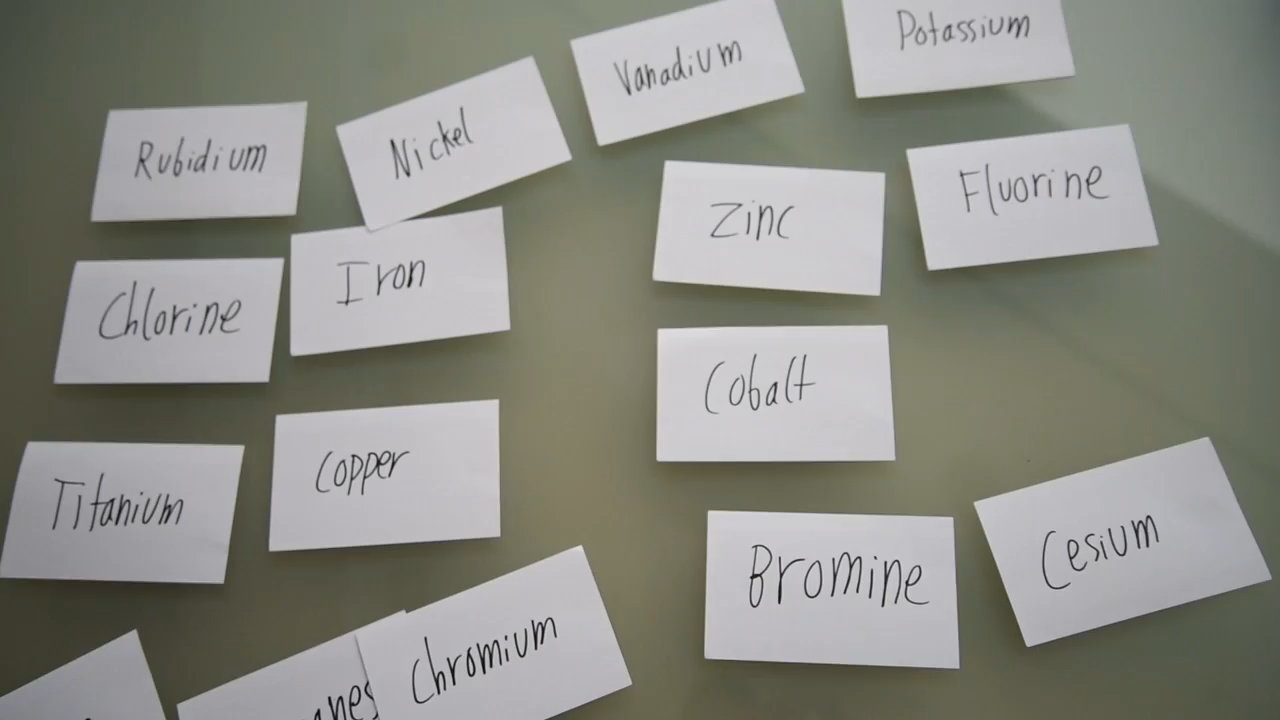 Potassium
Vanadium
Nickel
Rubidium
Fluorine
Zinc
Iron
Chlorine
Cobalt
Copper
Titanium
Cesium
Bromine
Chromium